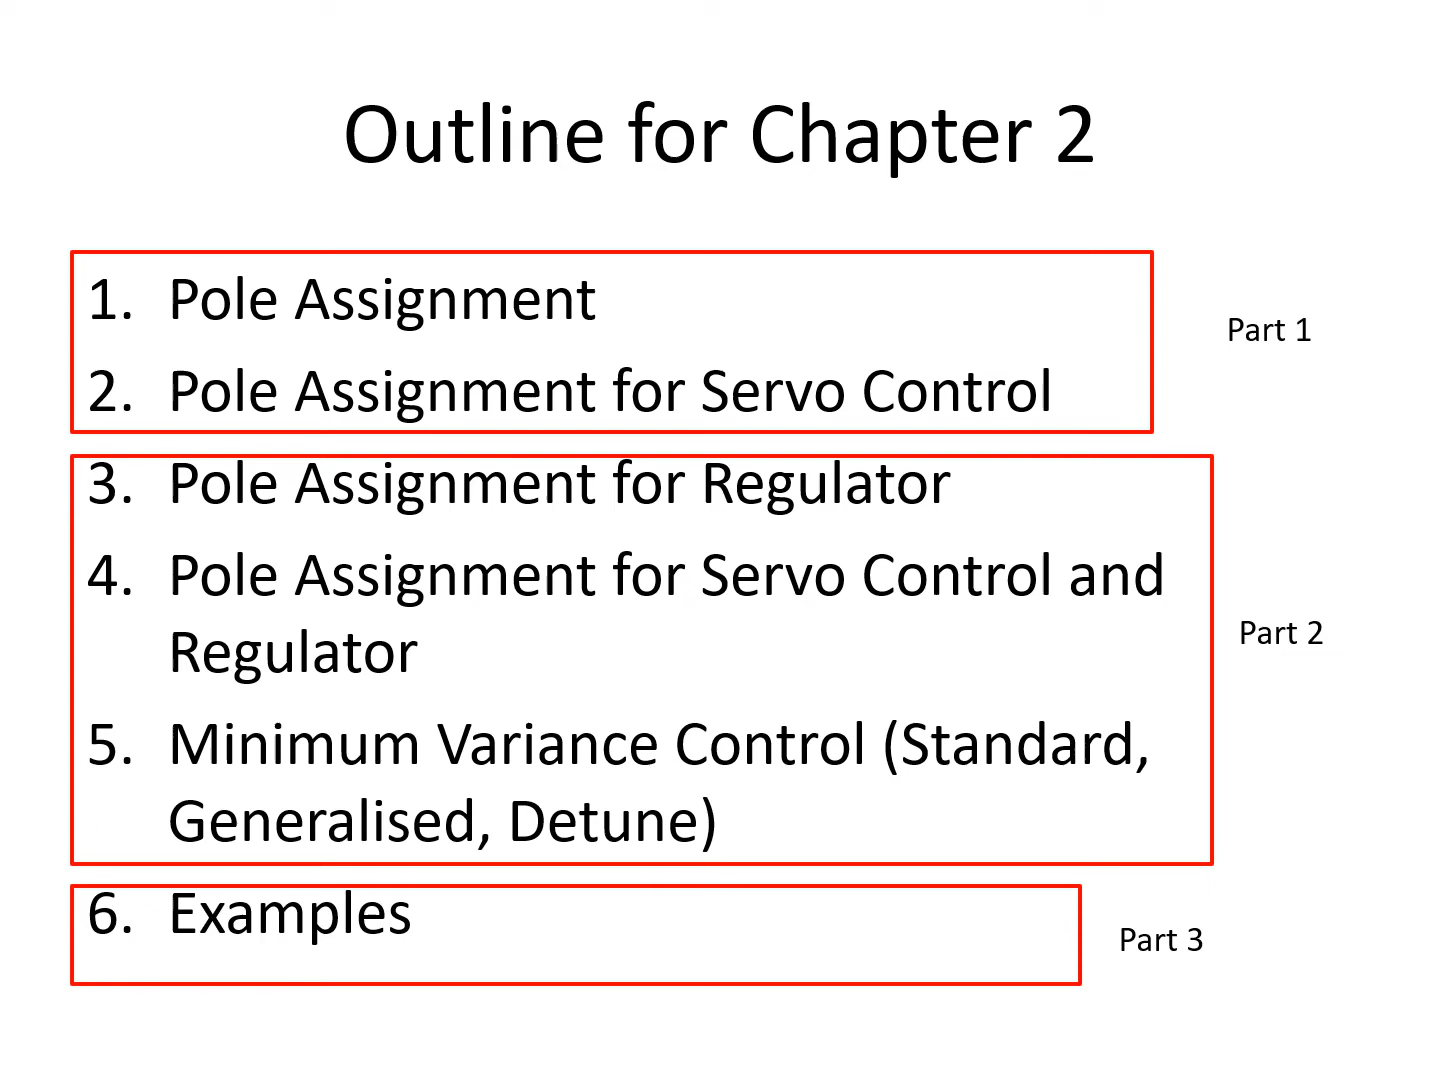 Outline for Chapter 2
1. Pole Assignment
2. Pole Assignment for Servo Control
Part 1
3. Pole Assignment for Regulator
4. Pole Assignment for Servo Control and
Regulator
5. Minimum Variance Control (Standard,
Generalised, Detune)
Part 2
6. Examples
Part 3